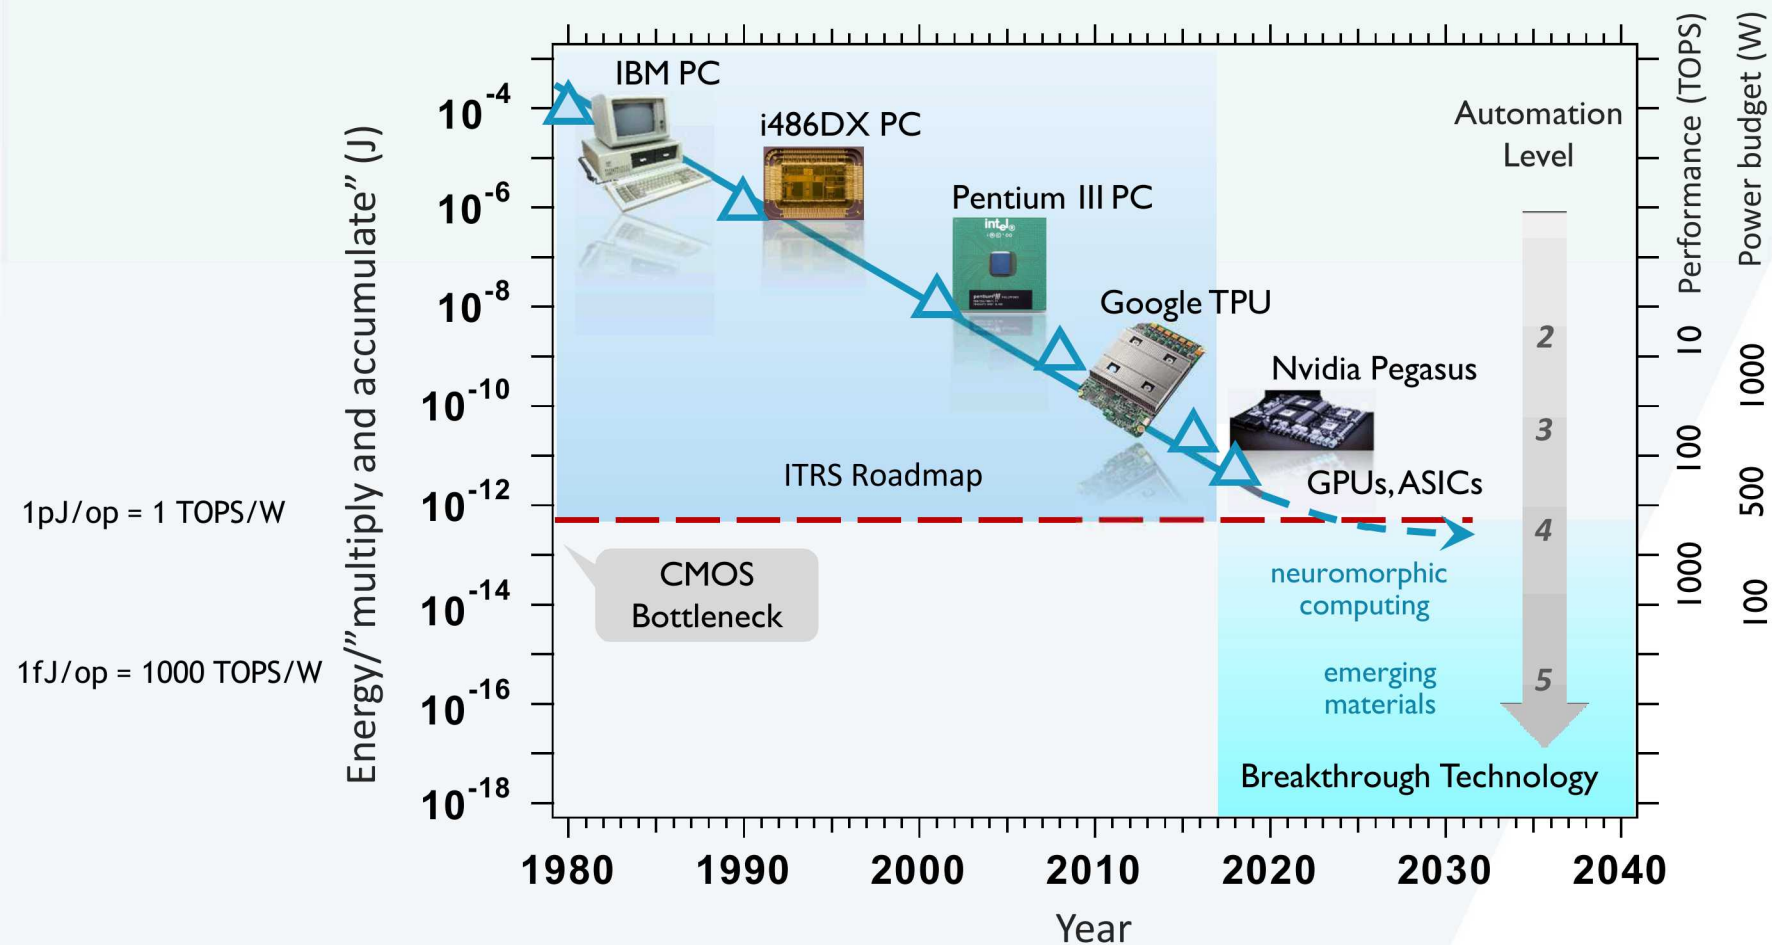 IBM PC
i486DX PC
Pentium III PC
intel®
Google TPU
Nvidia Pegasus
GPUs, ASICs
ITRS Roadmap
CMOS
Bottleneck
neuromorphic
computing
emerging
materials
Breakthrough Technology
Automation
Level
2
3
4
5
1pJ/op = 1 TOPS/W
1fJ/op = 1000 TOPS/W
Energy/”multiply and accumulate” (J)
10-4
10-6
10-8
10-10
10-12
10-14
10-16
10-18
1980 1990 2000 2010 2020 2030 2040
Year
Performance (TOPS)
10
100
1000
Power budget (W)
1000
500
100